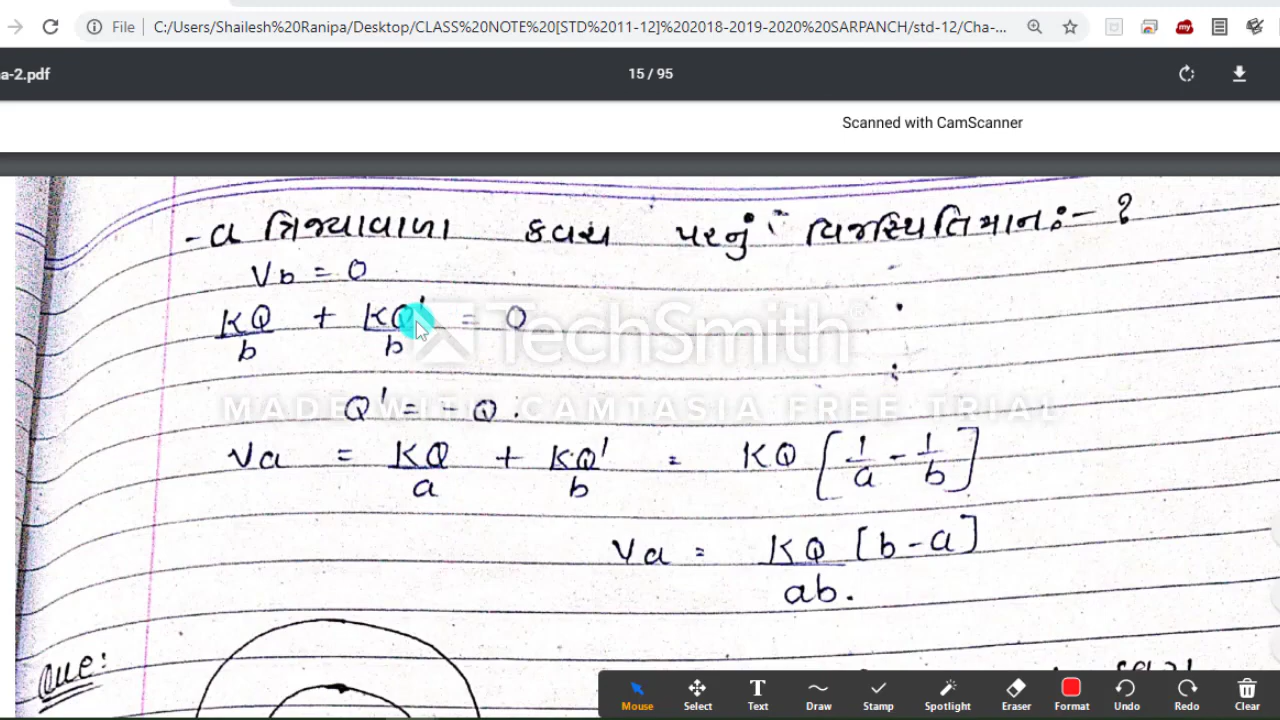 File | C:/Users/Shailesh%20Ranipa/Desktop/CLASS%20NOTE%20[STD%2011-12]%202018-2019-2020%20SARPANCH/std-12/Cha-...
a-2.pdf 15 / 95
Scanned with CamScanner
-a ત્રિજ્યાવાળા કવચ પરનું વિજસ્થિતિમાન:- ?
Vb = 0
KQ/b + KQ'/b = 0
TechSmith
Q' = - Q.
MADE WITH CAMTASIA FREE TRIAL
Va = KQ/a + KQ'/b = KQ [1/a - 1/b]
Va = KQ/ab [b-a]
Que:
Mouse Select Text Draw Stamp Spotlight Eraser Format Undo Redo Clear